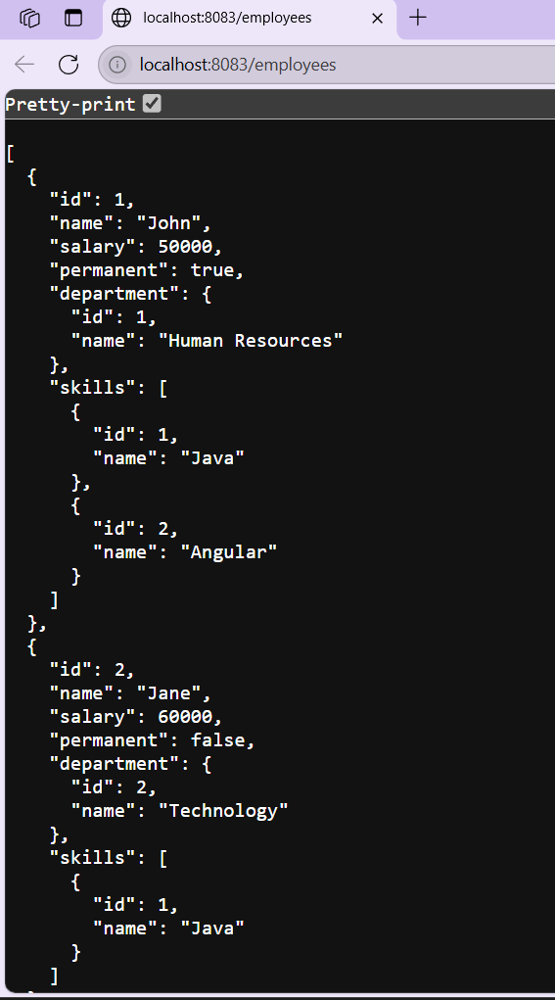 localhost:8083/employees
localhost:8083/employees
Pretty-print
[
  {
    "id": 1,
    "name": "John",
    "salary": 50000,
    "permanent": true,
    "department": {
      "id": 1,
      "name": "Human Resources"
    },
    "skills": [
      {
        "id": 1,
        "name": "Java"
      },
      {
        "id": 2,
        "name": "Angular"
      }
    ]
  },
  {
    "id": 2,
    "name": "Jane",
    "salary": 60000,
    "permanent": false,
    "department": {
      "id": 2,
      "name": "Technology"
    },
    "skills": [
      {
        "id": 1,
        "name": "Java"
      }
    ]